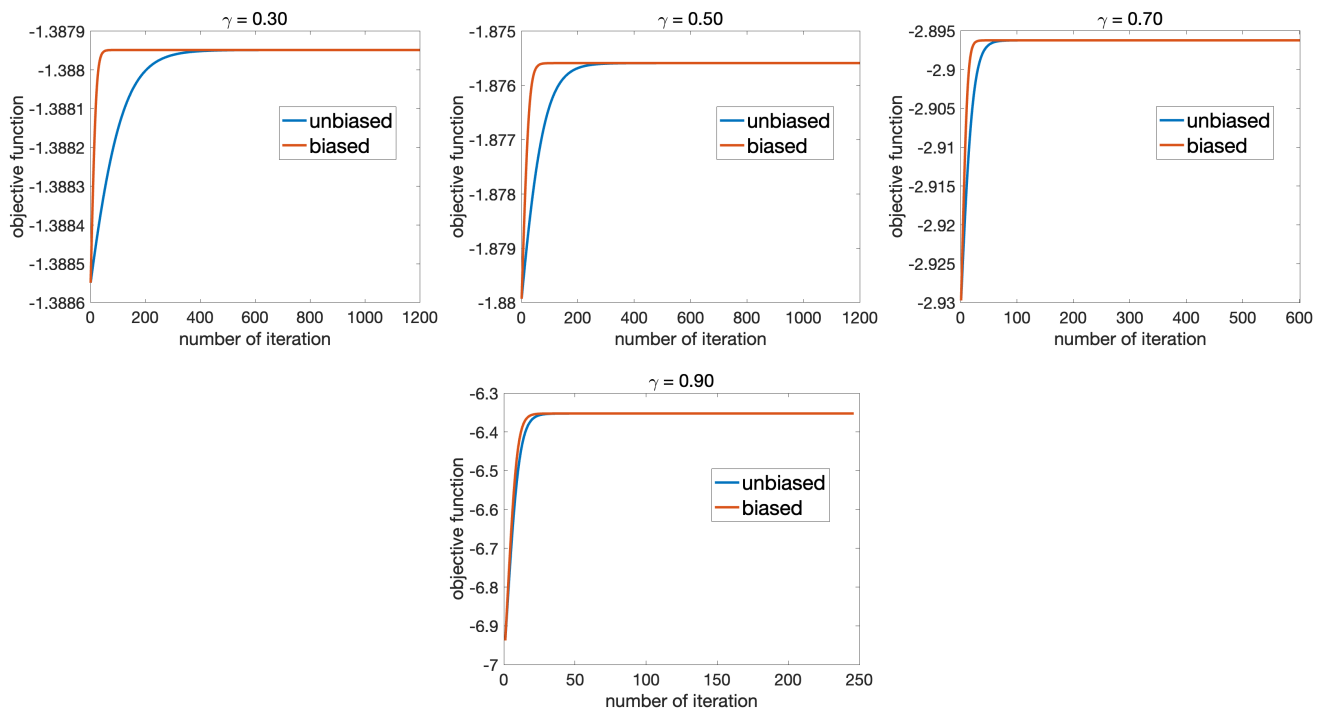 γ = 0.30
-1.3879
-1.388
-1.3881
-1.3882
-1.3883
-1.3884
-1.3885
-1.3886
objective function
unbiased
biased
0 200 400 600 800 1000 1200
number of iteration
γ = 0.50
-1.875
-1.876
-1.877
-1.878
-1.879
-1.88
objective function
unbiased
biased
0 200 400 600 800 1000 1200
number of iteration
γ = 0.70
-2.895
-2.9
-2.905
-2.91
-2.915
-2.92
-2.925
-2.93
objective function
unbiased
biased
0 100 200 300 400 500 600
number of iteration
γ = 0.90
-6.3
-6.4
-6.5
-6.6
-6.7
-6.8
-6.9
-7
objective function
unbiased
biased
0 50 100 150 200 250
number of iteration